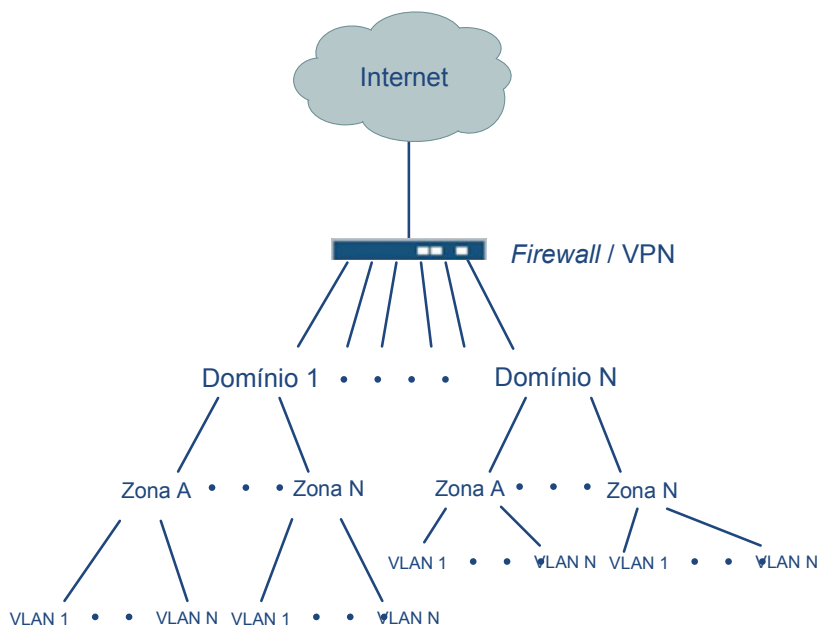 Internet
Firewall / VPN
Domínio 1 • • • • Domínio N
Zona A • • • Zona N
Zona A • • • Zona N
VLAN 1 • • • VLAN N
VLAN 1 • • • VLAN N
VLAN 1 • • VLAN N
VLAN 1 • • • VLAN N